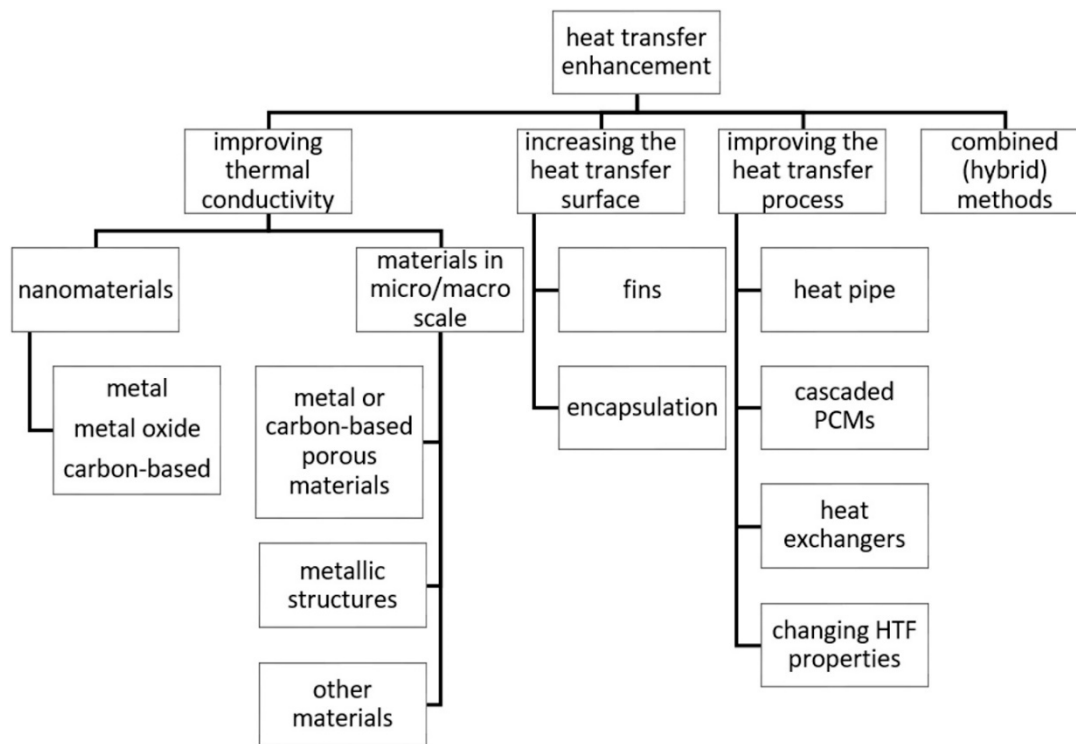 heat transfer
enhancement
improving
thermal
conductivity
increasing the
heat transfer
surface
improving the
heat transfer
process
combined
(hybrid)
methods
nanomaterials
materials in
micro/macro
scale
fins
heat pipe
metal
metal oxide
carbon-based
metal or
carbon-based
porous
materials
encapsulation
cascaded
PCMs
metallic
structures
heat
exchangers
other
materials
changing HTF
properties